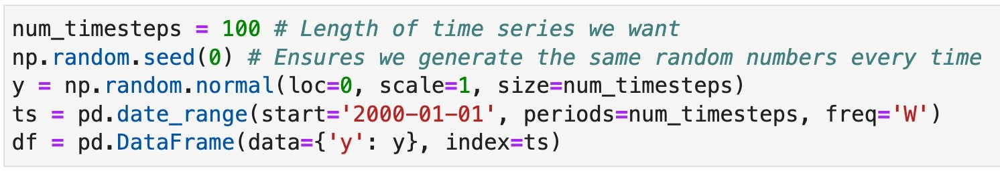 num_timesteps = 100 # Length of time series we want
np.random.seed(0) # Ensures we generate the same random numbers every time
y = np.random.normal(loc=0, scale=1, size=num_timesteps)
ts = pd.date_range(start='2000-01-01', periods=num_timesteps, freq='W')
df = pd.DataFrame(data={'y': y}, index=ts)